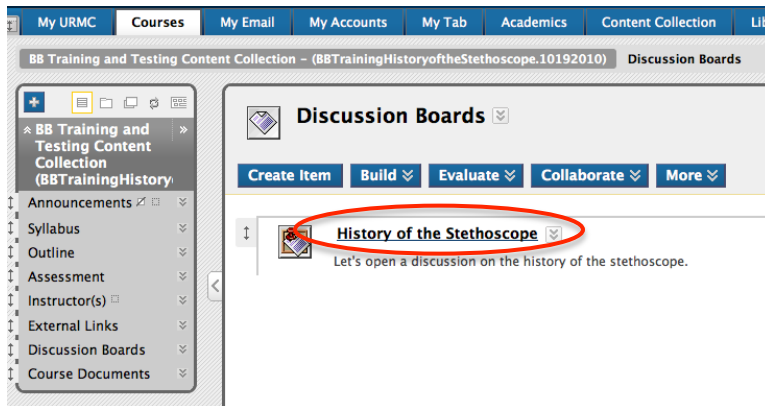 My URMC Courses My Email My Accounts My Tab Academics Content Collection
BB Training and Testing Content Collection – (BBTrainingHistoryoftheStethoscope.10192010) Discussion Boards
BB Training and
Testing Content
Collection
(BBTrainingHistory
Announcements
Syllabus
Outline
Assessment
Instructor(s)
External Links
Discussion Boards
Course Documents
Discussion Boards
Create Item Build Evaluate Collaborate More
History of the Stethoscope
Let's open a discussion on the history of the stethoscope.